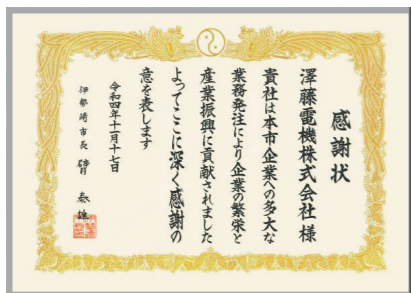 感謝状
澤藤電機株式会社 様
貴社は本市企業への多大な
業務発注により企業の繁栄と
産業振興に貢献されました
よってここに深く感謝の
意を表します
令和四年十一月十七日
伊勢崎市長 臂 泰雄